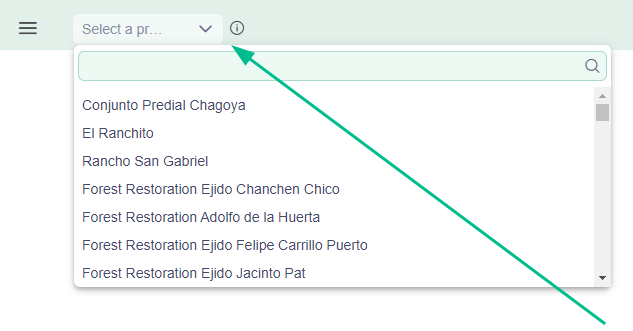 Select a pr...
Conjunto Predial Chagoya
El Ranchito
Rancho San Gabriel
Forest Restoration Ejido Chanchen Chico
Forest Restoration Adolfo de la Huerta
Forest Restoration Ejido Felipe Carrillo Puerto
Forest Restoration Ejido Jacinto Pat